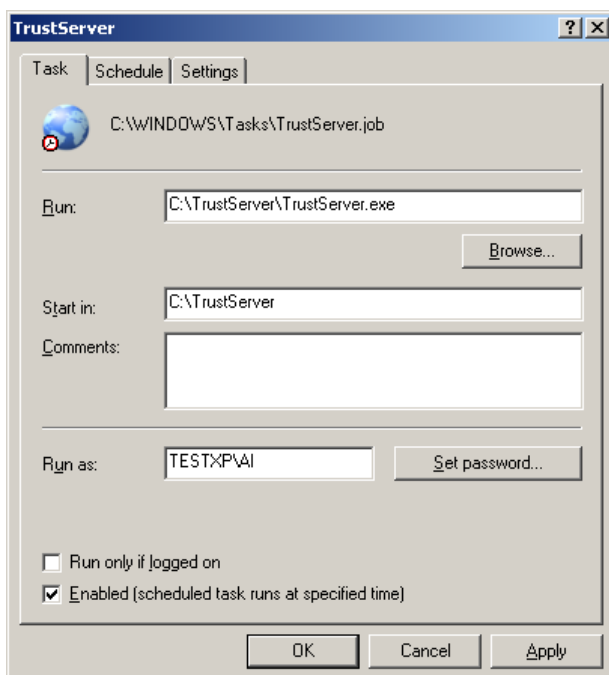 TrustServer
Task Schedule Settings
C:\WINDOWS\Tasks\TrustServer.job
Run: C:\TrustServer\TrustServer.exe
Browse...
Start in: C:\TrustServer
Comments:
Run as: TESTXP\Al Set password...
Run only if logged on
Enabled (scheduled task runs at specified time)
OK Cancel Apply